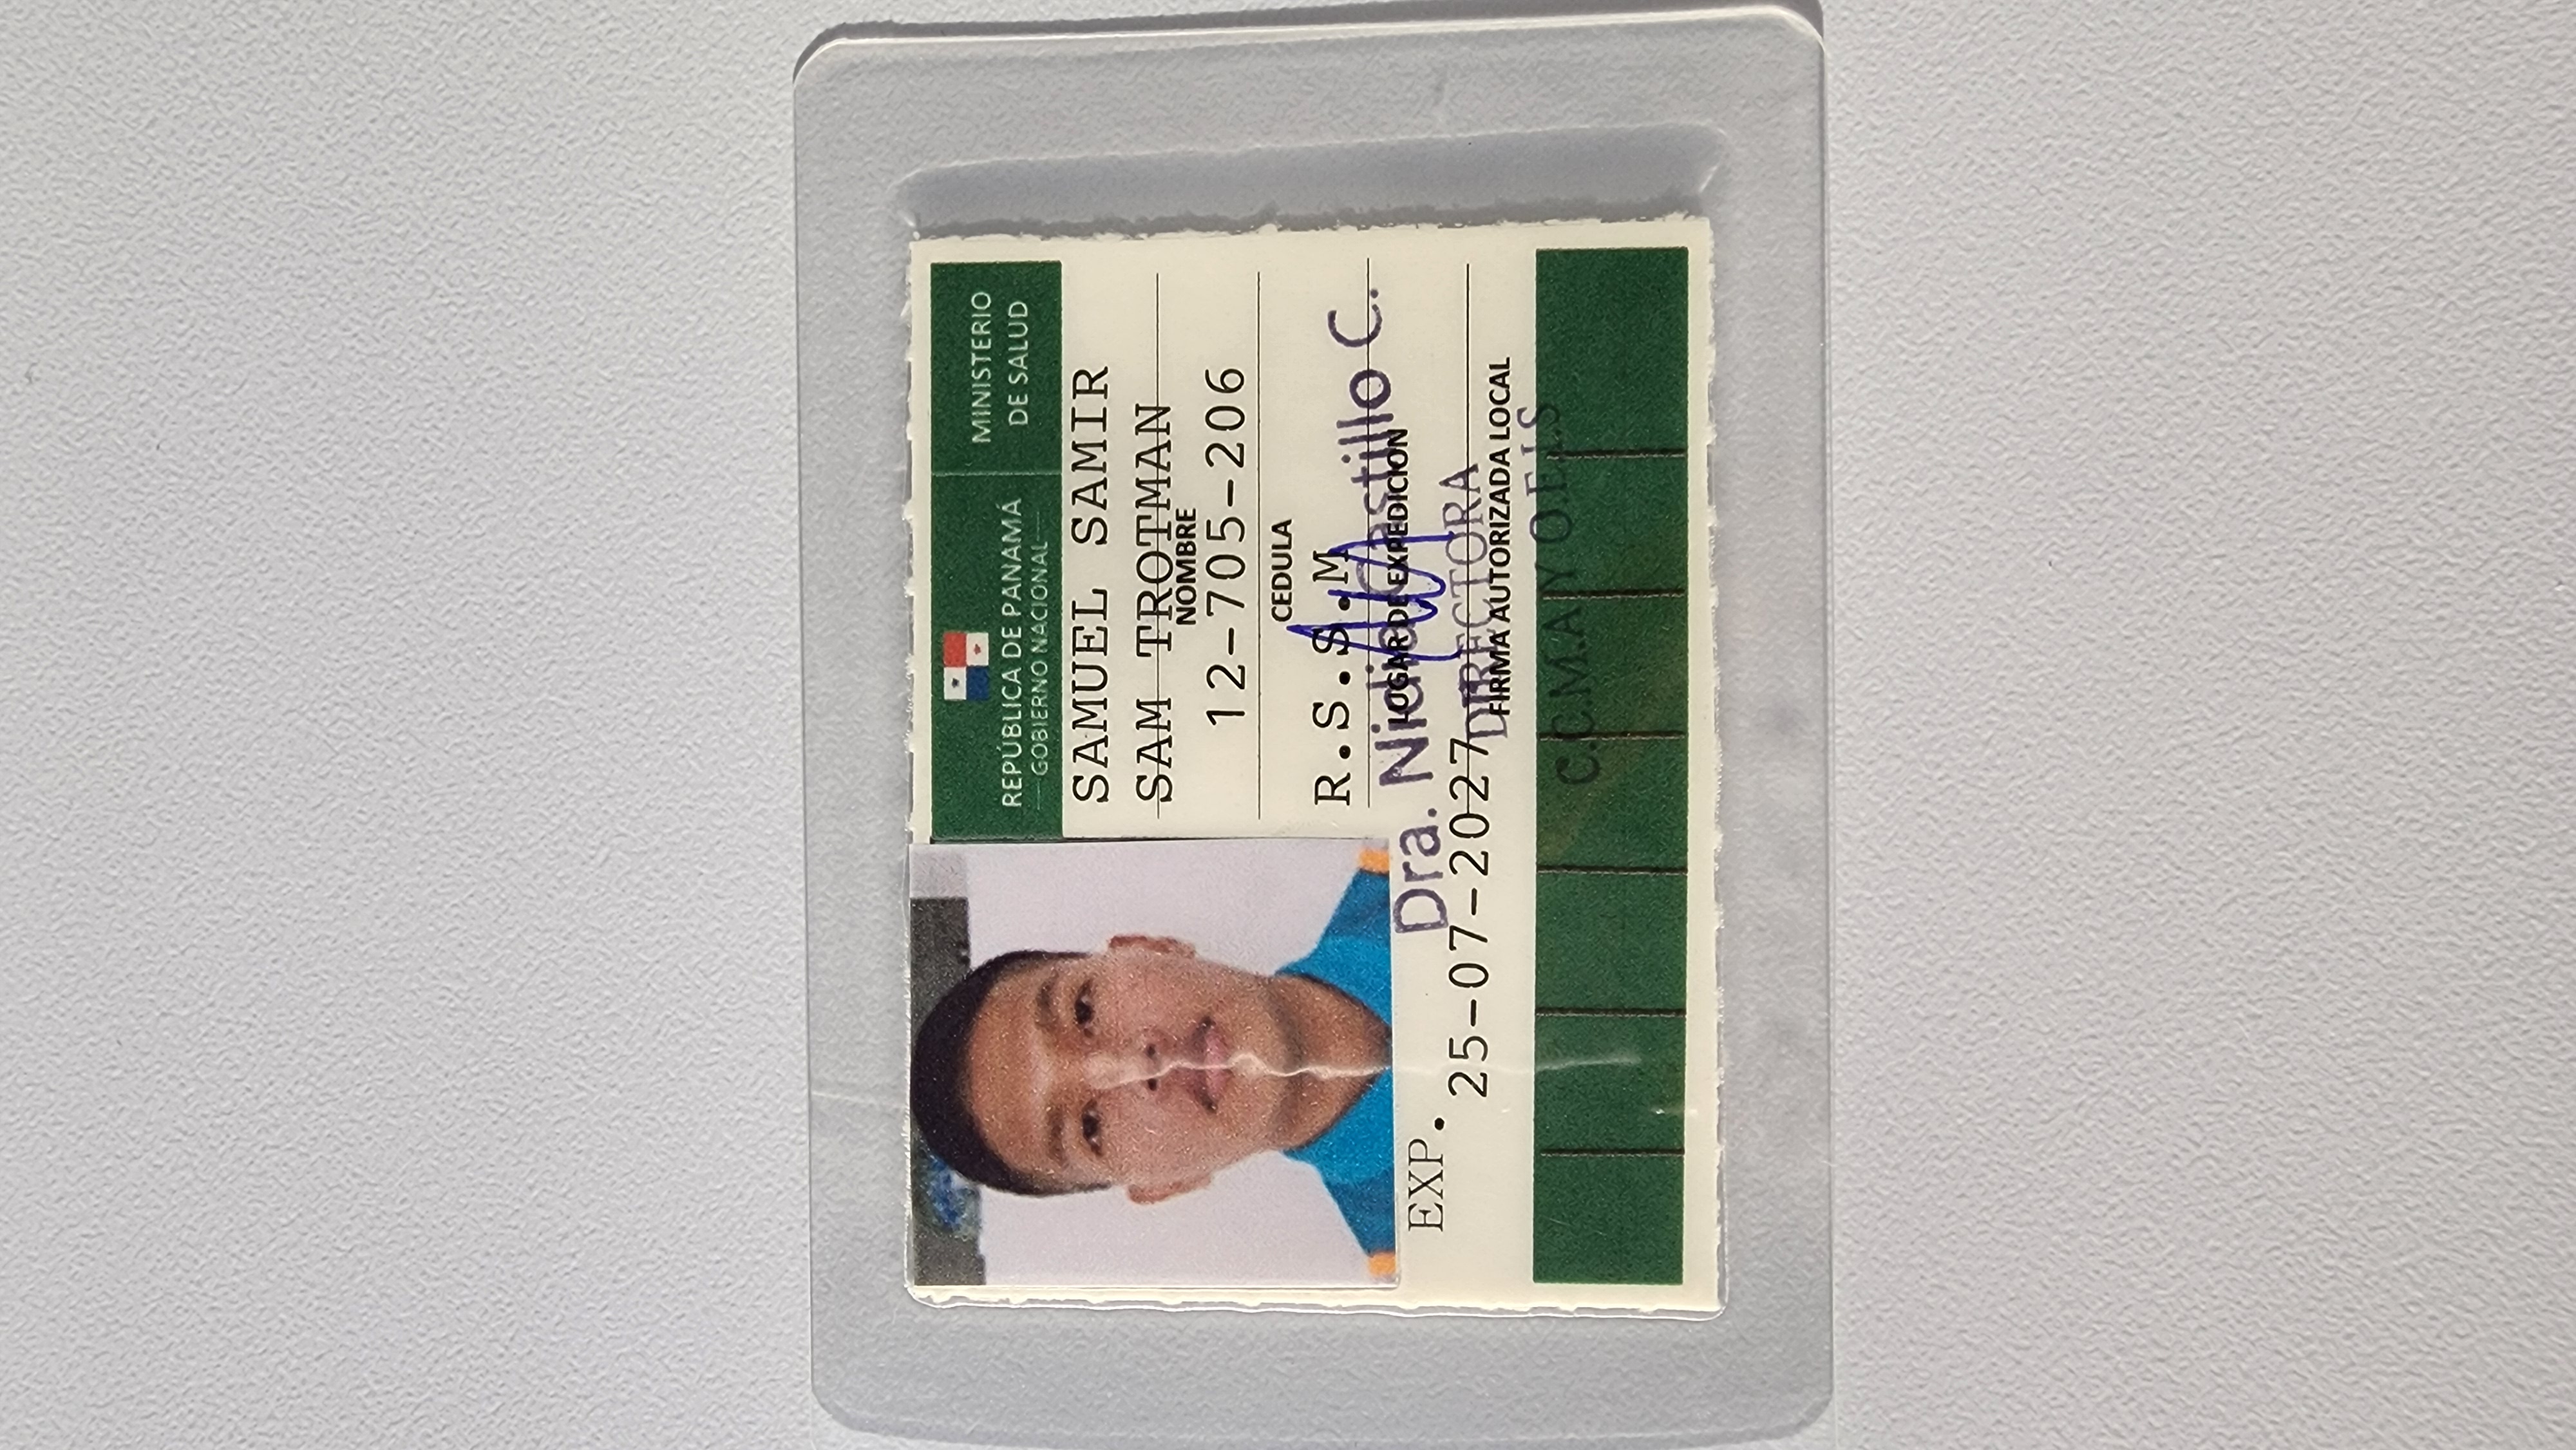 REPÚBLICA DE PANAMÁ
GOBIERNO NACIONAL
MINISTERIO
DE SALUD
SAMUEL SAMIR
SAM TROTMAN
NOMBRE
12-705-206
CEDULA
R.S.S.M
LUGAR DE EXPEDICIÓN
Dra. Nidia Castillo C.
EXP.
25-07-2027
DIRECTORA
FIRMA AUTORIZADA LOCAL
C.C.M.A Y O.E.I.S